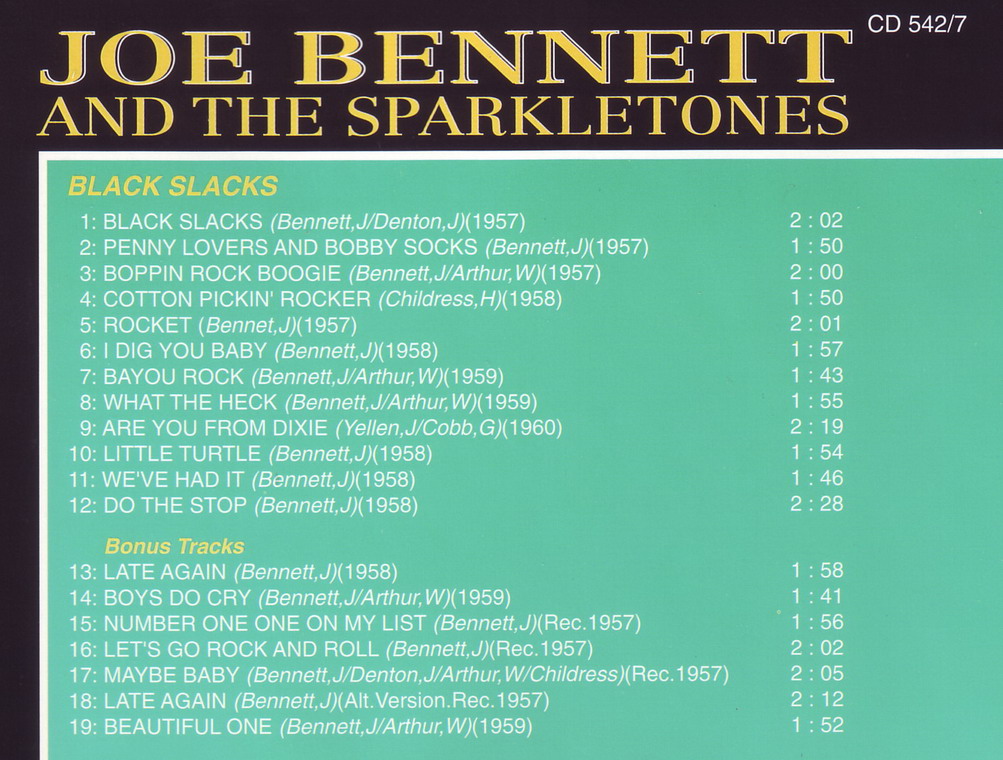 CD 542/7
JOE BENNETT
AND THE SPARKLETONES
BLACK SLACKS
1: BLACK SLACKS (Bennett,J/Denton,J)(1957) 2 : 02
2: PENNY LOVERS AND BOBBY SOCKS (Bennett,J)(1957) 1 : 50
3: BOPPIN ROCK BOOGIE (Bennett,J/Arthur,W)(1957) 2 : 00
4: COTTON PICKIN' ROCKER (Childress,H)(1958) 1 : 50
5: ROCKET (Bennet,J)(1957) 2 : 01
6: I DIG YOU BABY (Bennett,J)(1958) 1 : 57
7: BAYOU ROCK (Bennett,J/Arthur,W)(1959) 1 : 43
8: WHAT THE HECK (Bennett,J/Arthur,W)(1959) 1 : 55
9: ARE YOU FROM DIXIE (Yellen,J/Cobb,G)(1960) 2 : 19
10: LITTLE TURTLE (Bennett,J)(1958) 1 : 54
11: WE'VE HAD IT (Bennett,J)(1958) 1 : 46
12: DO THE STOP (Bennett,J)(1958) 2 : 28
Bonus Tracks
13: LATE AGAIN (Bennett,J)(1958) 1 : 58
14: BOYS DO CRY (Bennett,J/Arthur,W)(1959) 1 : 41
15: NUMBER ONE ONE ON MY LIST (Bennett,J)(Rec.1957) 1 : 56
16: LET'S GO ROCK AND ROLL (Bennett,J)(Rec.1957) 2 : 02
17: MAYBE BABY (Bennett,J/Denton,J/Arthur,W/Childress)(Rec.1957) 2 : 05
18: LATE AGAIN (Bennett,J)(Alt.Version.Rec.1957) 2 : 12
19: BEAUTIFUL ONE (Bennett,J/Arthur,W)(1959) 1 : 52